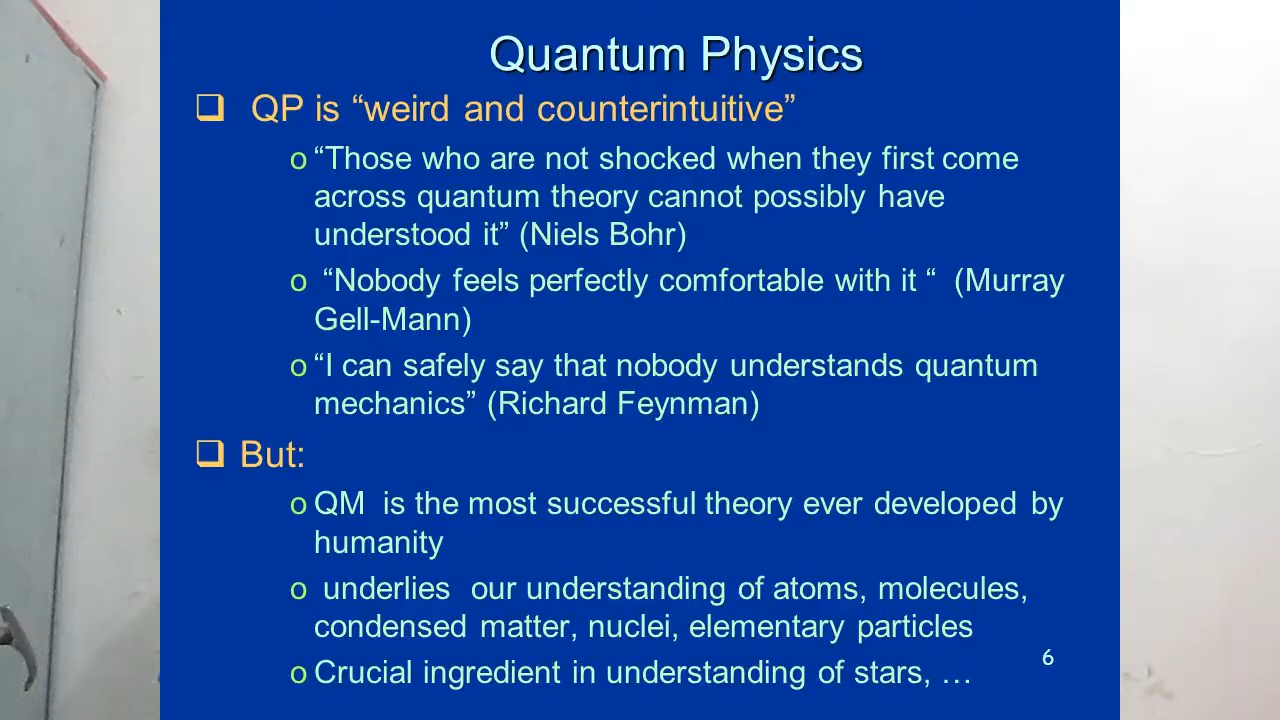 Quantum Physics
❑ QP is “weird and counterintuitive”
o “Those who are not shocked when they first come
across quantum theory cannot possibly have
understood it” (Niels Bohr)
o “Nobody feels perfectly comfortable with it “ (Murray
Gell-Mann)
o “I can safely say that nobody understands quantum
mechanics” (Richard Feynman)
❑ But:
o QM is the most successful theory ever developed by
humanity
o underlies our understanding of atoms, molecules,
condensed matter, nuclei, elementary particles
o Crucial ingredient in understanding of stars, …
6